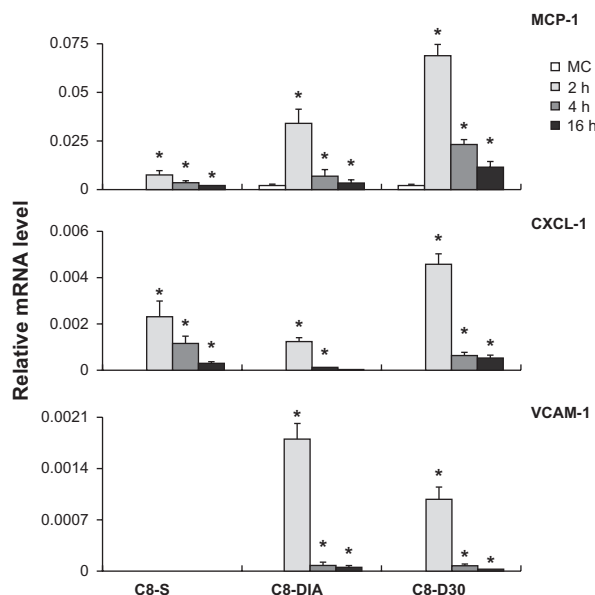 MCP-1
0.075
0.05
0.025
0
* * *
* * *
* * *
MC
2 h
4 h
16 h
Relative mRNA level
CXCL-1
0.006
0.004
0.002
0
* * *
* *
* * *
VCAM-1
0.0021
0.0014
0.0007
0
* * *
* * *
C8-S C8-DIA C8-D30